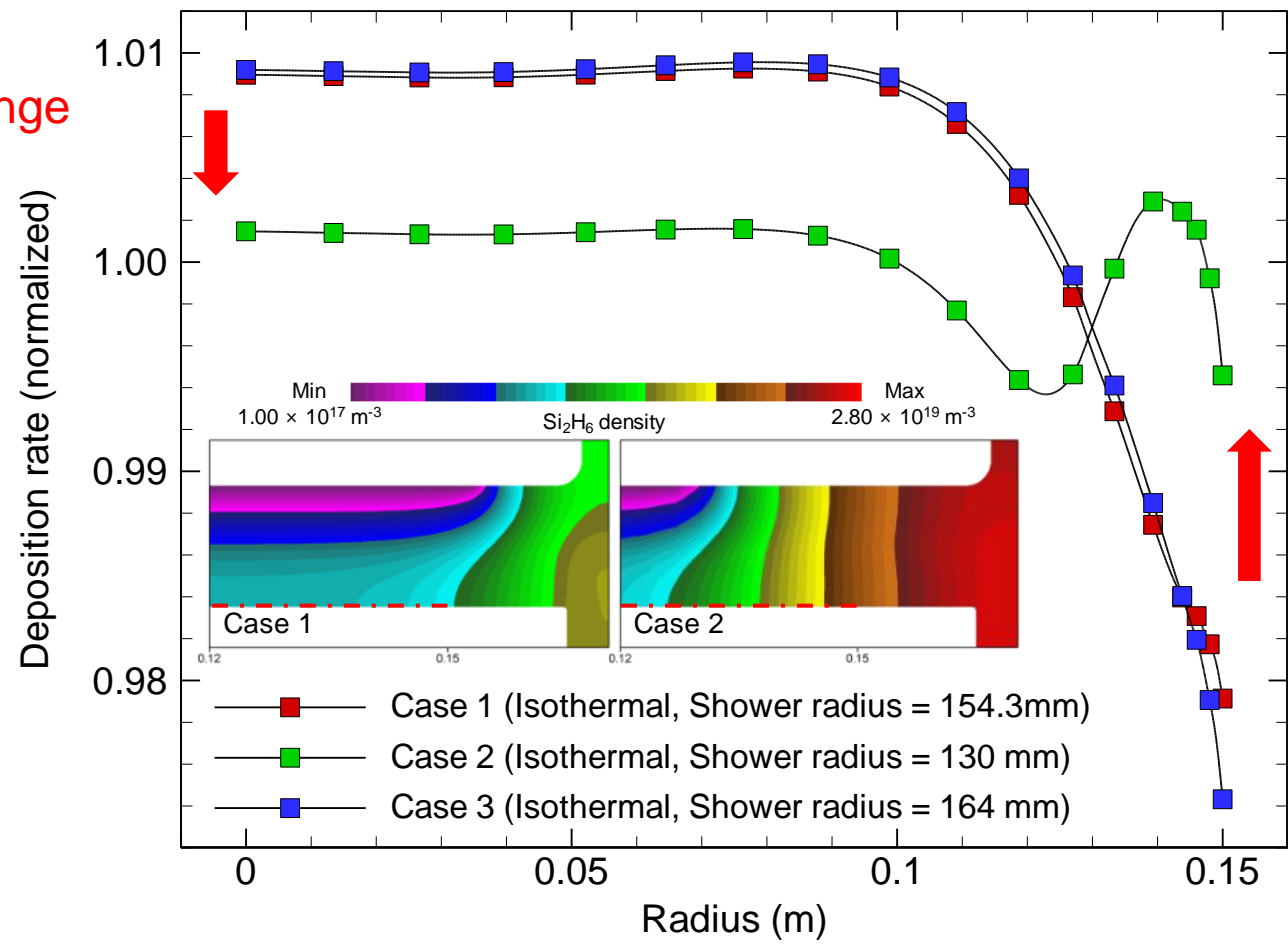 1.01
nge
1.00
0.99
0.98
Deposition rate (normalized)
Min
Max
1.00 × 10¹⁷ m⁻³
Si₂H₆ density
2.80 × 10¹⁹ m⁻³
Case 1
Case 2
0.12
0.15
0.12
0.15
Case 1 (Isothermal, Shower radius = 154.3mm)
Case 2 (Isothermal, Shower radius = 130 mm)
Case 3 (Isothermal, Shower radius = 164 mm)
0
0.05
0.1
0.15
Radius (m)